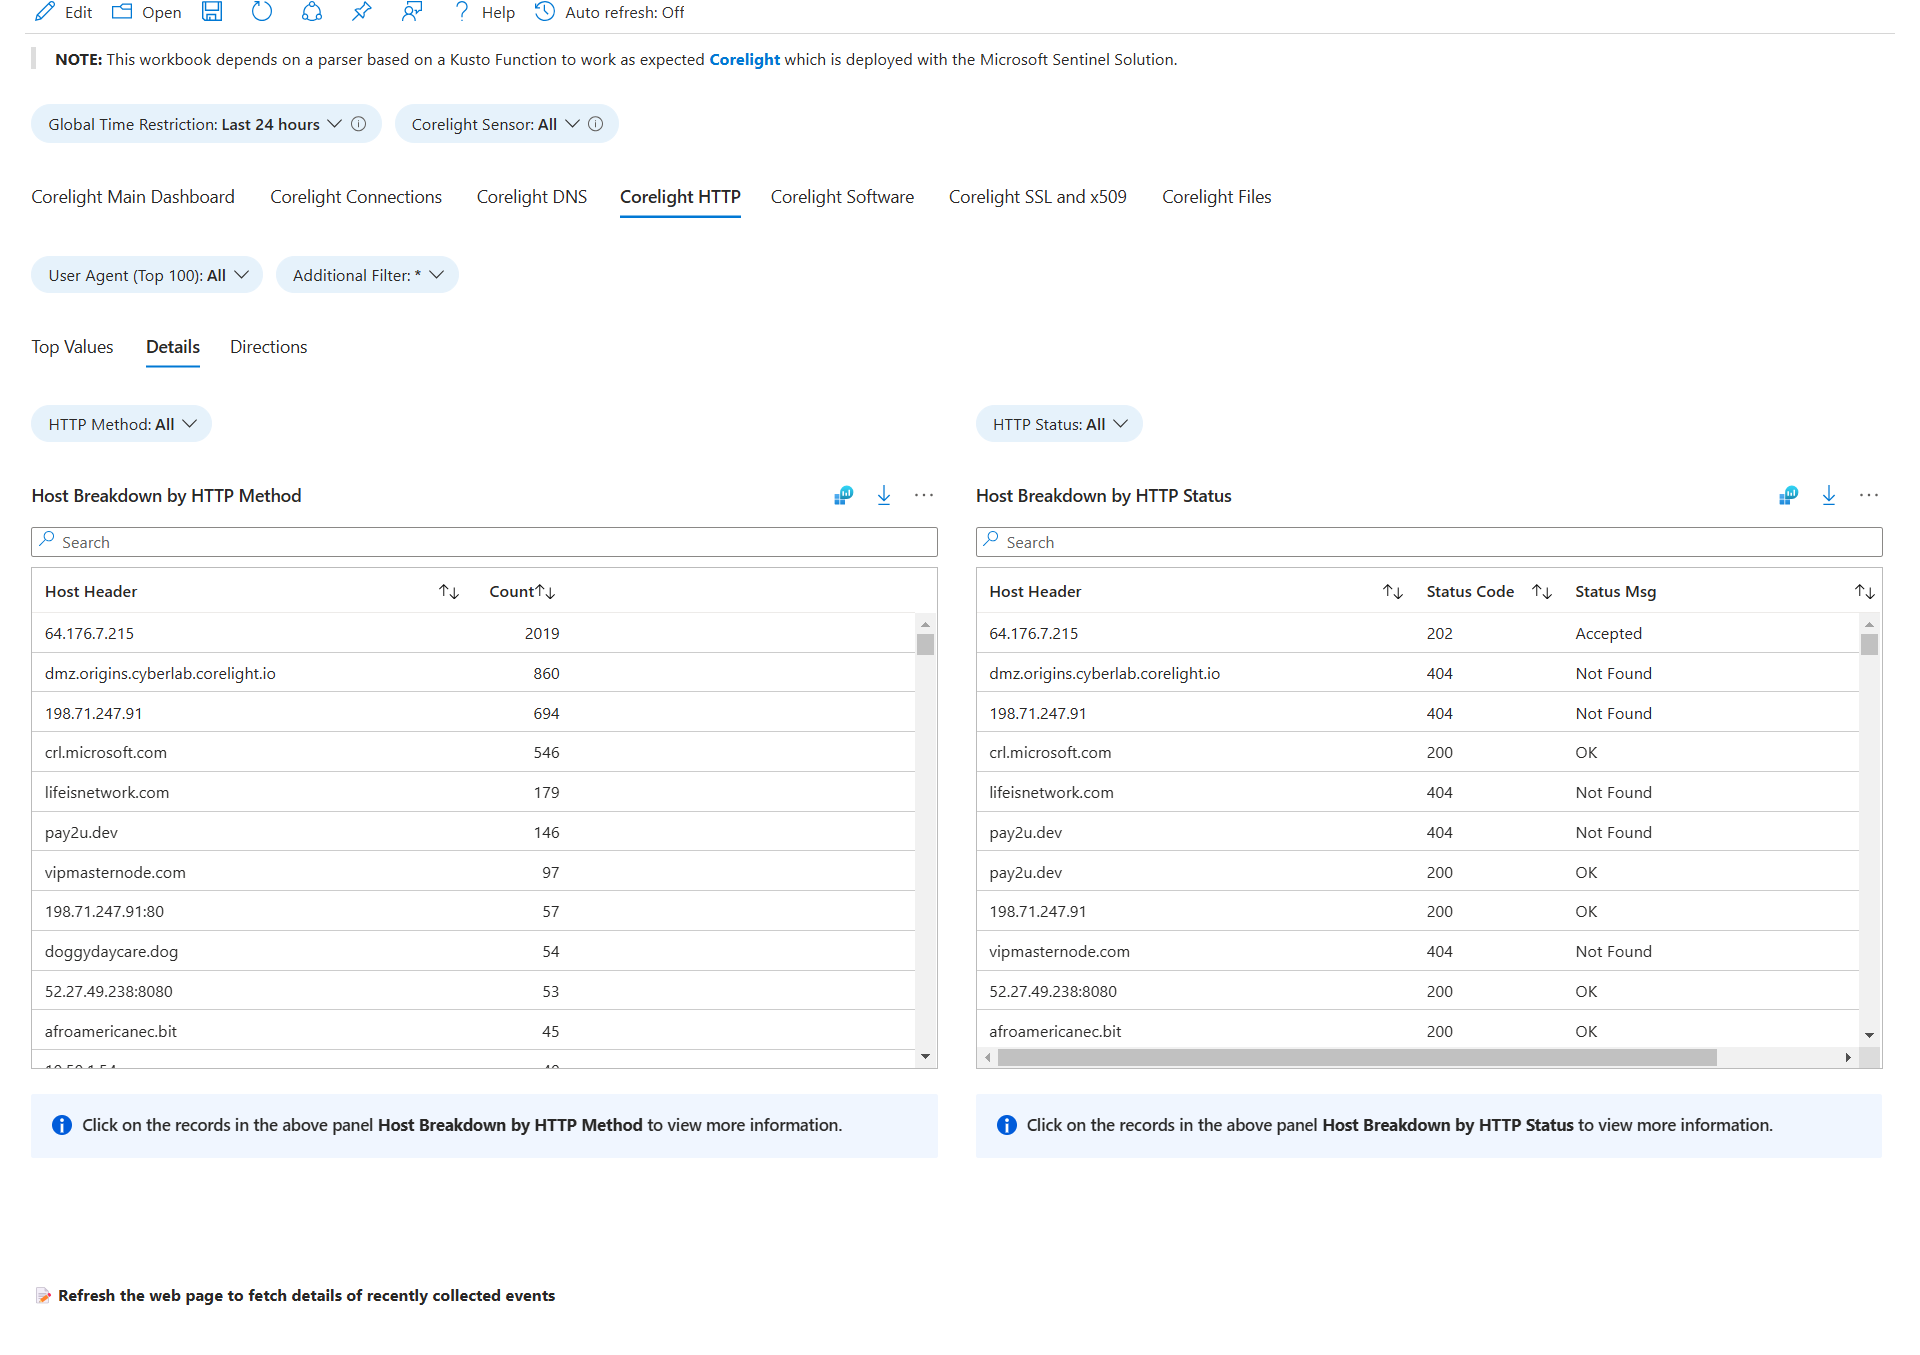 Edit Open Help Auto refresh: Off
NOTE: This workbook depends on a parser based on a Kusto Function to work as expected Corelight which is deployed with the Microsoft Sentinel Solution.
Global Time Restriction: Last 24 hours Corelight Sensor: All
Corelight Main Dashboard Corelight Connections Corelight DNS Corelight HTTP Corelight Software Corelight SSL and x509 Corelight Files
User Agent (Top 100): All Additional Filter: *
Top Values Details Directions
HTTP Method: All
Host Breakdown by HTTP Method
Search
Host Header Count
64.176.7.215 2019
dmz.origins.cyberlab.corelight.io 860
198.71.247.91 694
crl.microsoft.com 546
lifeisnetwork.com 179
pay2u.dev 146
vipmasternode.com 97
198.71.247.91:80 57
doggydaycare.dog 54
52.27.49.238:8080 53
afroamericanec.bit 45
Click on the records in the above panel Host Breakdown by HTTP Method to view more information.
HTTP Status: All
Host Breakdown by HTTP Status
Search
Host Header Status Code Status Msg
64.176.7.215 202 Accepted
dmz.origins.cyberlab.corelight.io 404 Not Found
198.71.247.91 404 Not Found
crl.microsoft.com 200 OK
lifeisnetwork.com 404 Not Found
pay2u.dev 404 Not Found
pay2u.dev 200 OK
198.71.247.91 200 OK
vipmasternode.com 404 Not Found
52.27.49.238:8080 200 OK
afroamericanec.bit 200 OK
Click on the records in the above panel Host Breakdown by HTTP Status to view more information.
Refresh the web page to fetch details of recently collected events